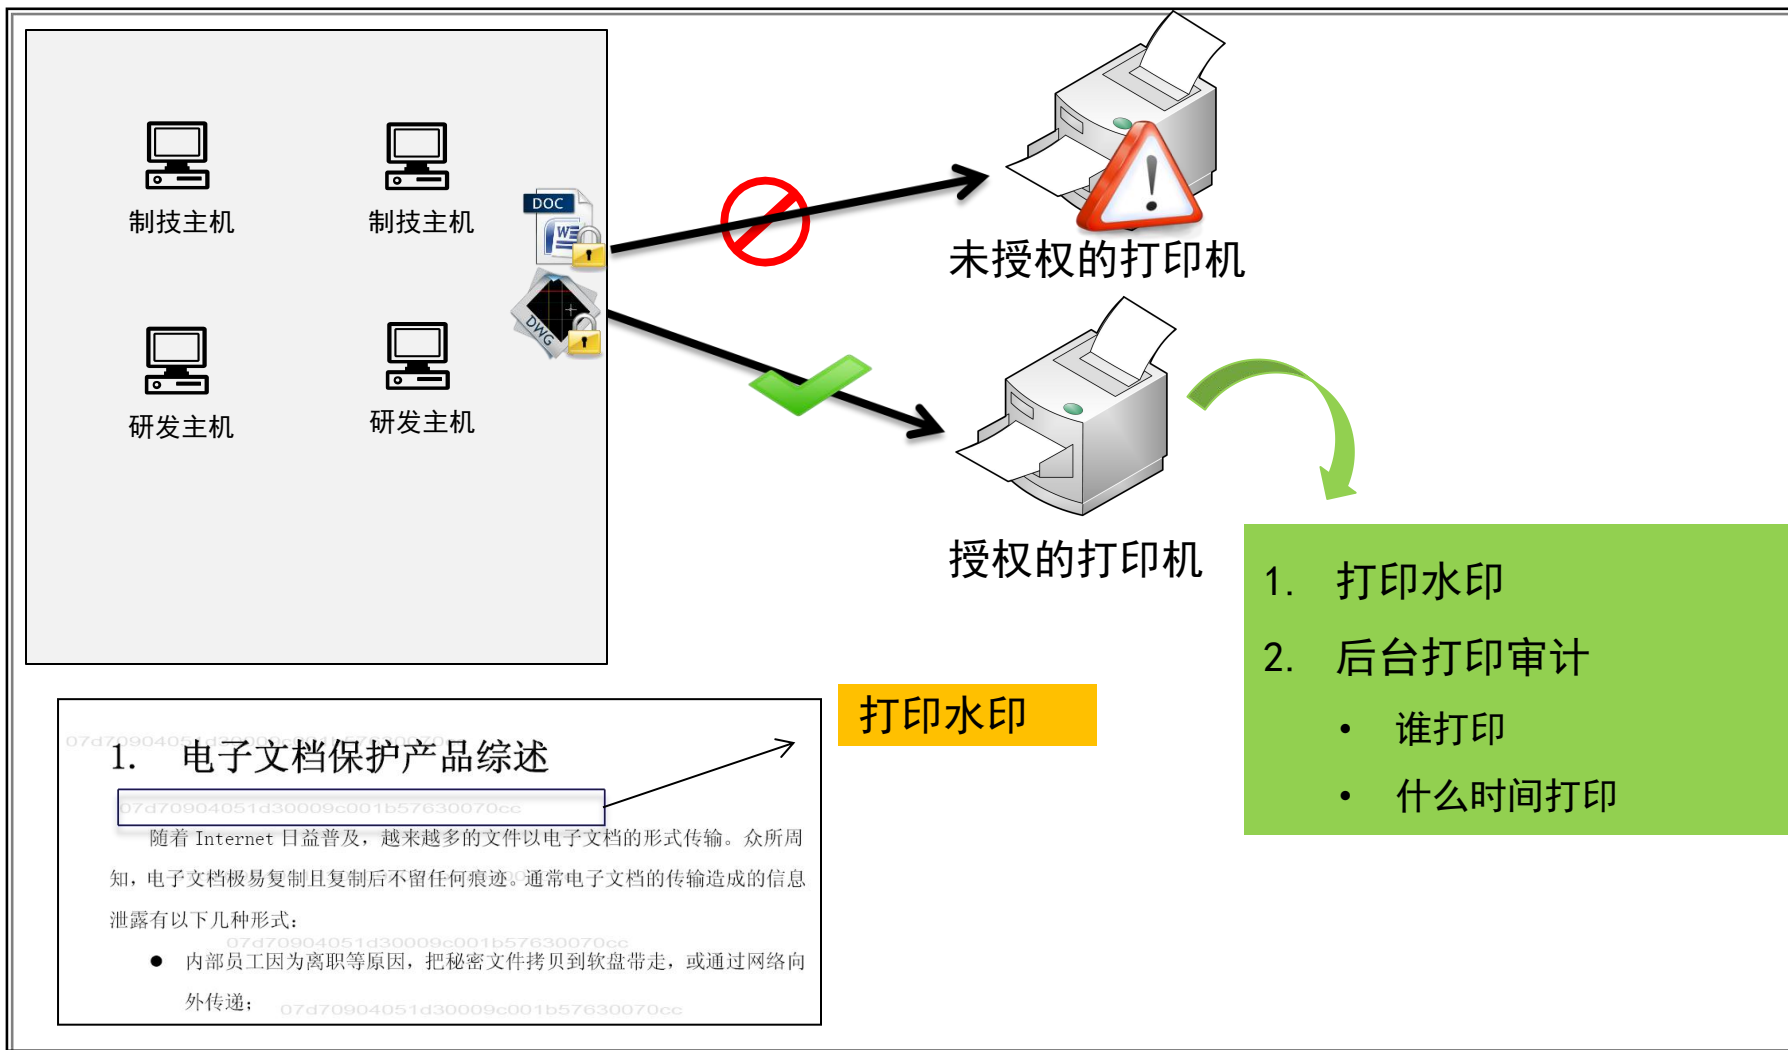 制技主机
制技主机
DOC
W
DWG
研发主机
研发主机
未授权的打印机
授权的打印机
1. 打印水印
2. 后台打印审计
• 谁打印
• 什么时间打印
打印水印
1. 电子文档保护产品综述
07d70904051d30009c001b57630070cc
随着 Internet 日益普及，越来越多的文件以电子文档的形式传输。众所周
知，电子文档极易复制且复制后不留任何痕迹。通常电子文档的传输造成的信息
泄露有以下几种形式：
07d70904051d30009c001b57630070cc
● 内部员工因为离职等原因，把秘密文件拷贝到软盘带走，或通过网络向
外传递；
07d70904051d30009c001b57630070cc